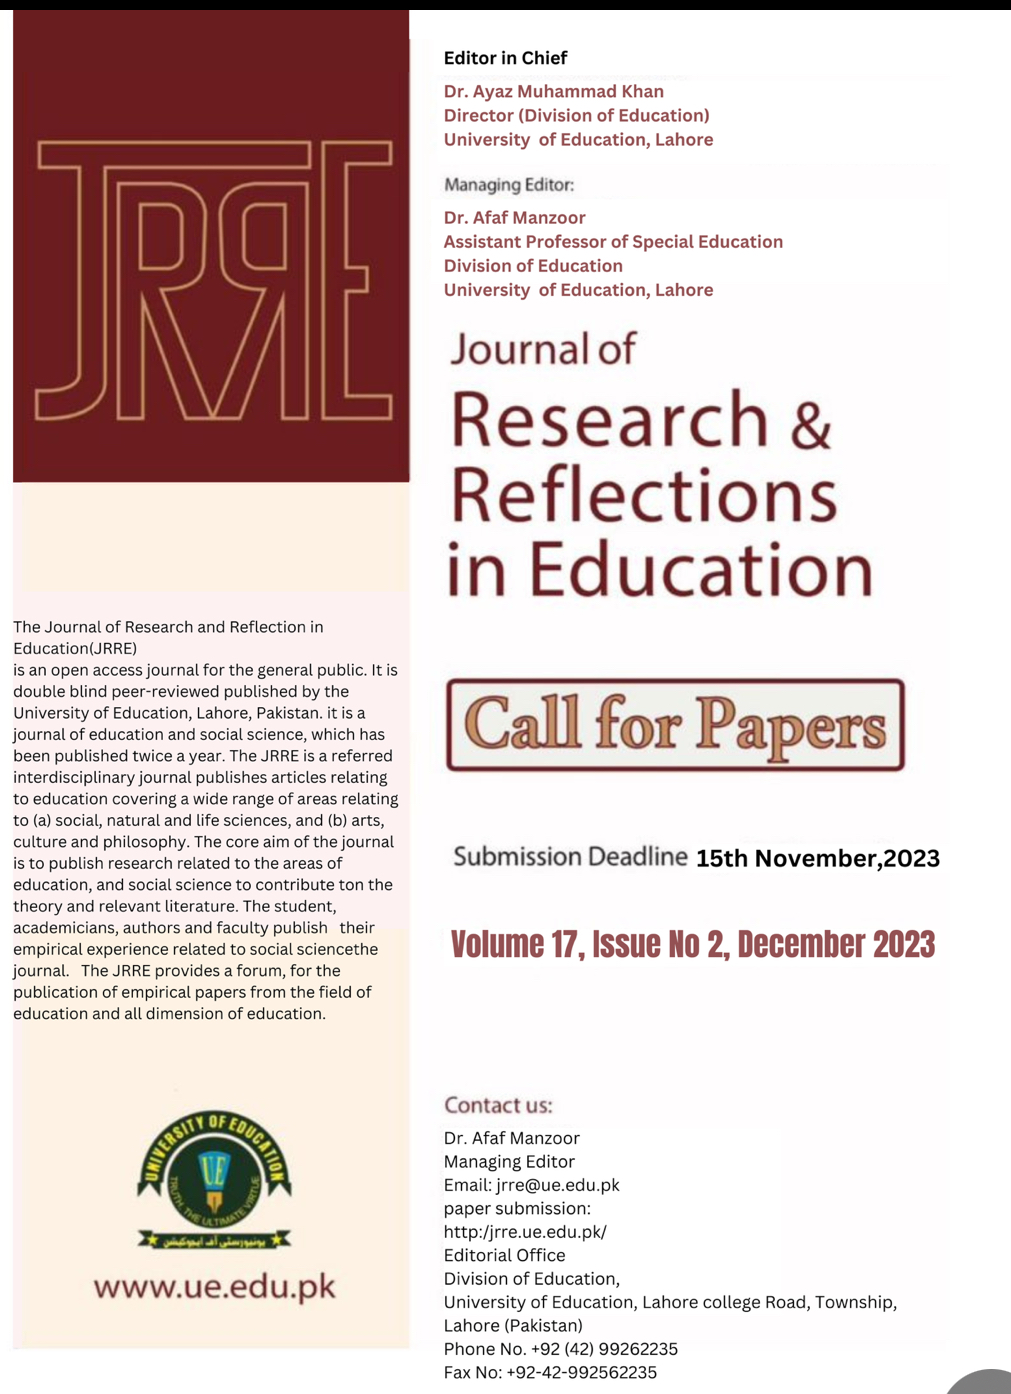 JRRE
The Journal of Research and Reflection in
Education(JRRE)
is an open access journal for the general public. It is
double blind peer-reviewed published by the
University of Education, Lahore, Pakistan. it is a
journal of education and social science, which has
been published twice a year. The JRRE is a referred
interdisciplinary journal publishes articles relating
to education covering a wide range of areas relating
to (a) social, natural and life sciences, and (b) arts,
culture and philosophy. The core aim of the journal
is to publish research related to the areas of
education, and social science to contribute ton the
theory and relevant literature. The student,
academicians, authors and faculty publish their
empirical experience related to social sciencethe
journal. The JRRE provides a forum, for the
publication of empirical papers from the field of
education and all dimension of education.
UNIVERSITY OF EDUCATION
UE
TRUTH, THE ULTIMATE VIRTUE
یونیورسٹی آف ایجوکیشن
www.ue.edu.pk
Editor in Chief
Dr. Ayaz Muhammad Khan
Director (Division of Education)
University of Education, Lahore
Managing Editor:
Dr. Afaf Manzoor
Assistant Professor of Special Education
Division of Education
University of Education, Lahore
Journal of
Research &
Reflections
in Education
Call for Papers
Submission Deadline 15th November,2023
Volume 17, Issue No 2, December 2023
Contact us:
Dr. Afaf Manzoor
Managing Editor
Email: jrre@ue.edu.pk
paper submission:
http:/jrre.ue.edu.pk/
Editorial Office
Division of Education,
University of Education, Lahore college Road, Township,
Lahore (Pakistan)
Phone No. +92 (42) 99262235
Fax No: +92-42-992562235